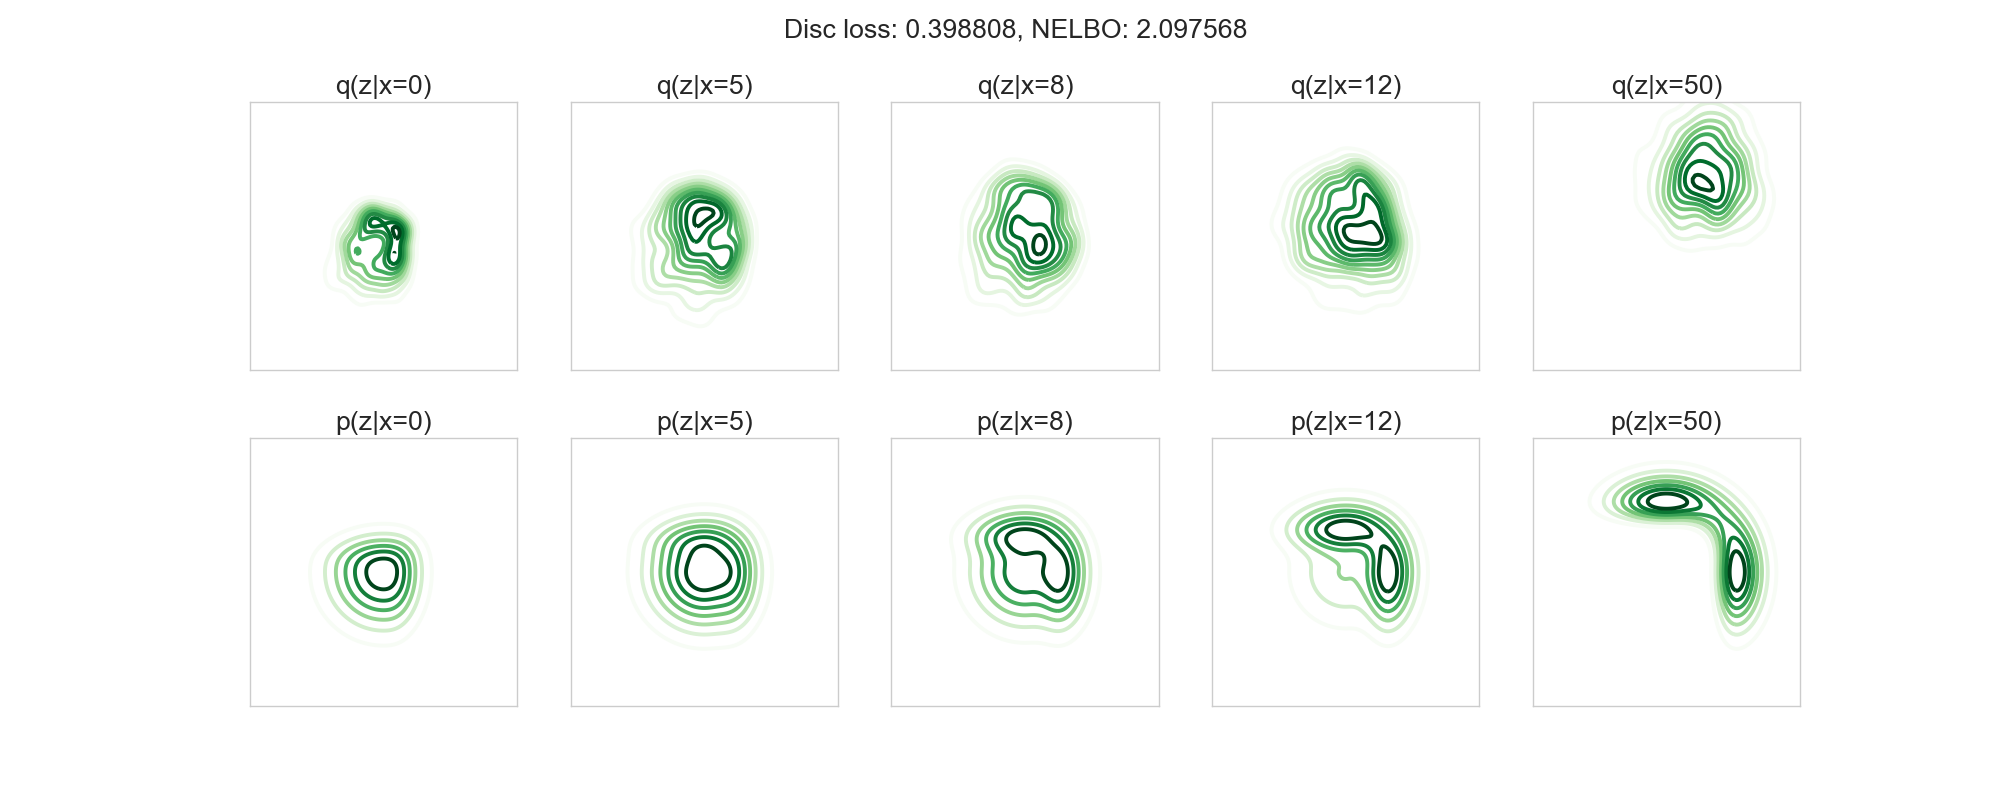 Disc loss: 0.398808, NELBO: 2.097568
q(z|x=0) q(z|x=5) q(z|x=8) q(z|x=12) q(z|x=50)
p(z|x=0) p(z|x=5) p(z|x=8) p(z|x=12) p(z|x=50)